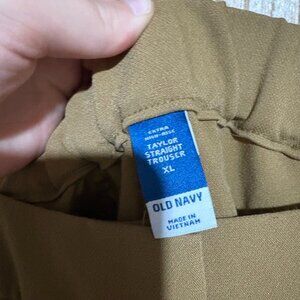 EXTRA
HIGH-RISE
TAYLOR
STRAIGHT
TROUSER
XL
OLD NAVY
MADE IN
VIETNAM